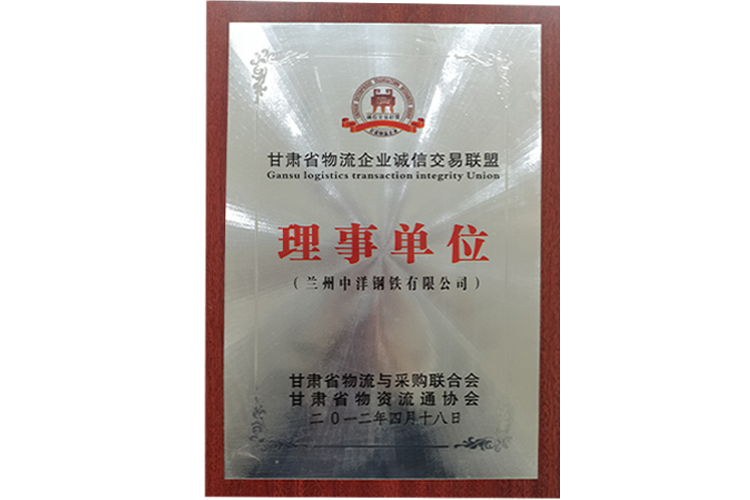 甘肃省物流企业诚信交易联盟
Gansu logistics transaction integrity Union
理事单位
（兰州中洋钢铁有限公司）
甘肃省物流与采购联合会
甘肃省物资流通协会
二０一二年四月十八日